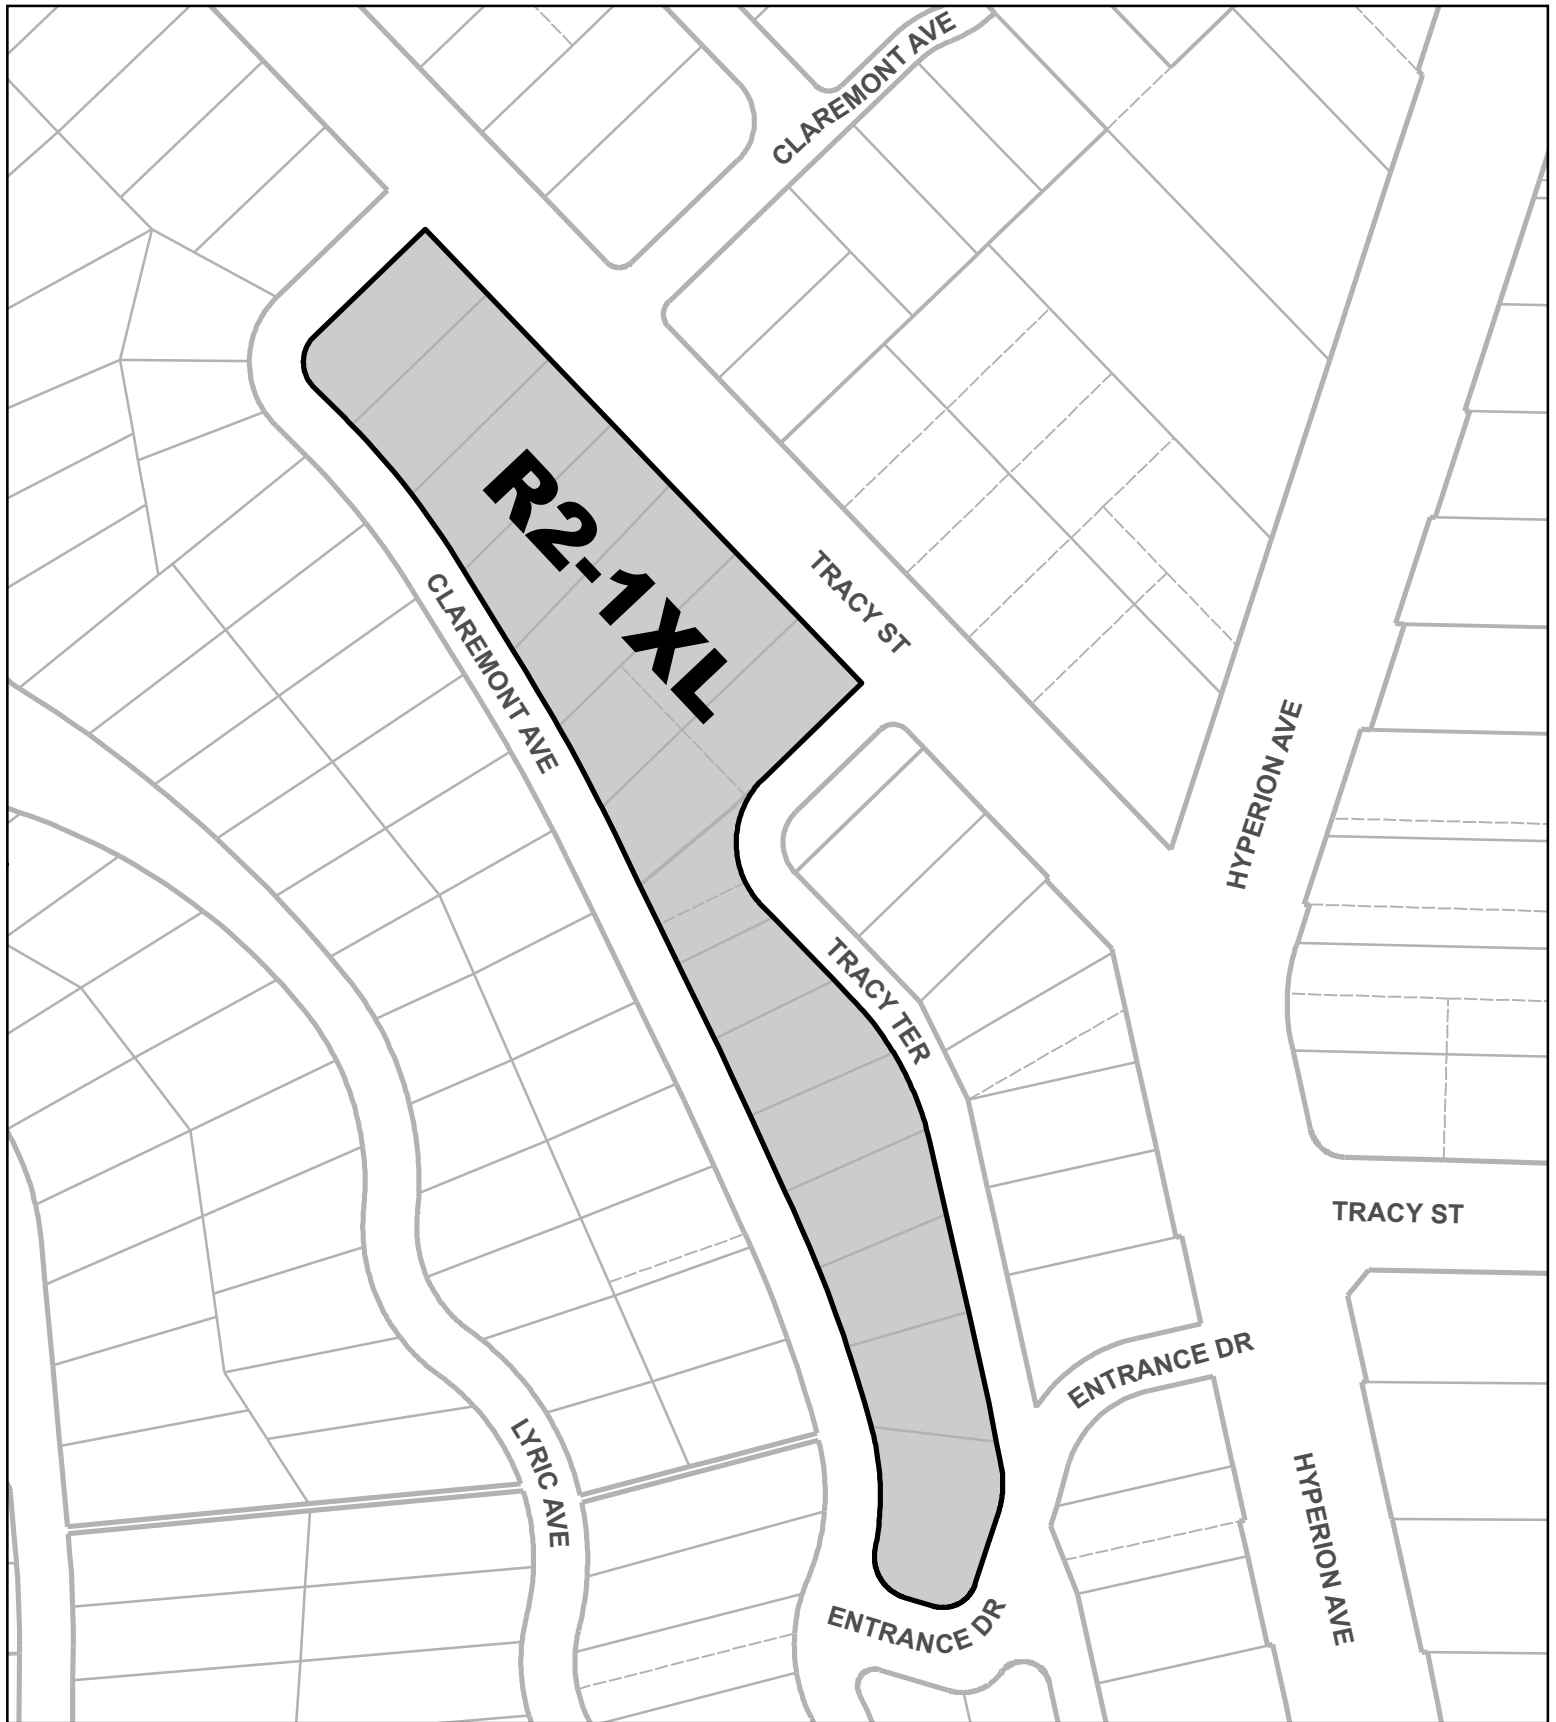 CLAREMONT AVE
R2-1XL
TRACY ST
CLAREMONT AVE
HYPERION AVE
TRACY TER
TRACY ST
ENTRANCE DR
LYRIC AVE
HYPERION AVE
ENTRANCE DR